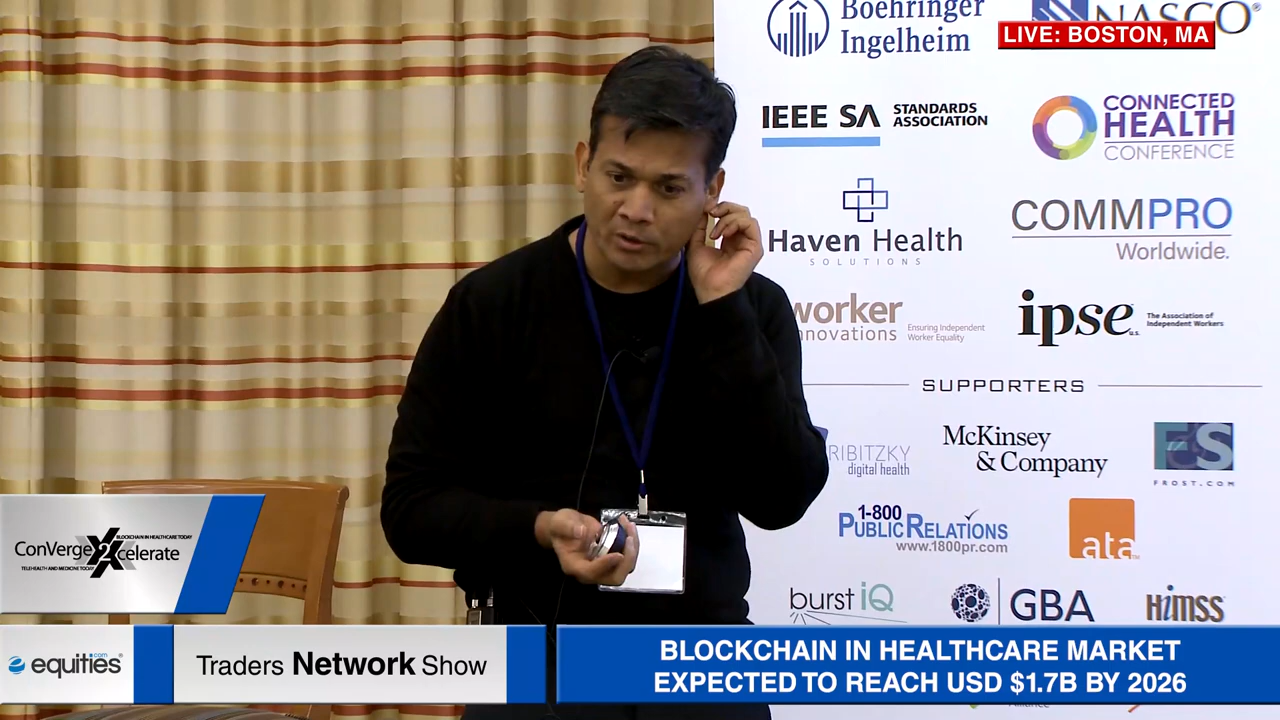 Boehringer
Ingelheim
NASCO
LIVE: BOSTON, MA
IEEE SA STANDARDS
ASSOCIATION
CONNECTED
HEALTH
CONFERENCE
Haven Health
SOLUTIONS
COMMPRO
Worldwide.
worker
nnovations
Ensuring Independent
Worker Equality
ipse U.S.
The Association of
Independent Workers
SUPPORTERS
RIBITZKY
digital health
McKinsey
& Company
FS
FROST.COM
1-800
PUBLIC RELATIONS
www.1800pr.com
ata
burst iQ
GBA
HIMSS
BLOCKCHAIN IN HEALTHCARE TODAY
ConVerge2Xcelerate
TELEHEALTH AND MEDICINE TODAY
equities.com
Traders Network Show
BLOCKCHAIN IN HEALTHCARE MARKET
EXPECTED TO REACH USD $1.7B BY 2026